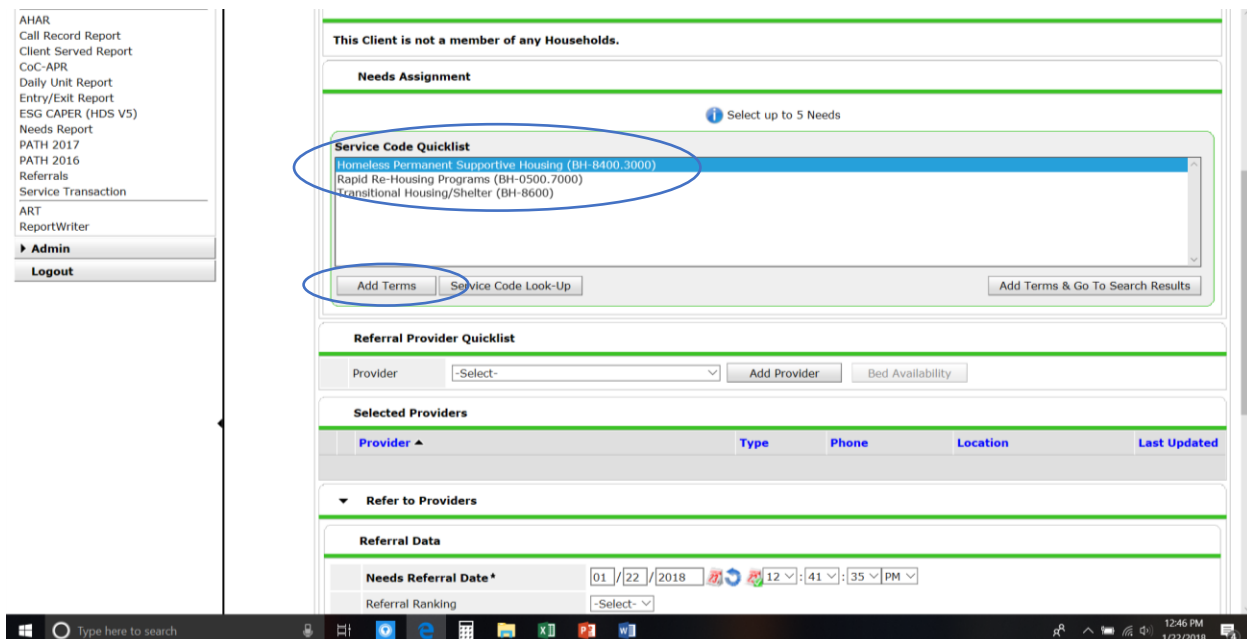 AHAR
Call Record Report
Client Served Report
CoC-APR
Daily Unit Report
Entry/Exit Report
ESG CAPER (HDS V5)
Needs Report
PATH 2017
PATH 2016
Referrals
Service Transaction
ART
ReportWriter
Admin
Logout
This Client is not a member of any Households.
Needs Assignment
Select up to 5 Needs
Service Code Quicklist
Homeless Permanent Supportive Housing (BH-8400.3000)
Rapid Re-Housing Programs (BH-0500.7000)
Transitional Housing/Shelter (BH-8600)
Add Terms Service Code Look-Up Add Terms & Go To Search Results
Referral Provider Quicklist
Provider -Select- Add Provider Bed Availability
Selected Providers
Provider Type Phone Location Last Updated
Refer to Providers
Referral Data
Needs Referral Date* 01 / 22 / 2018 12 : 41 : 35 PM
Referral Ranking -Select-
Type here to search
12:46 PM
1/22/2018